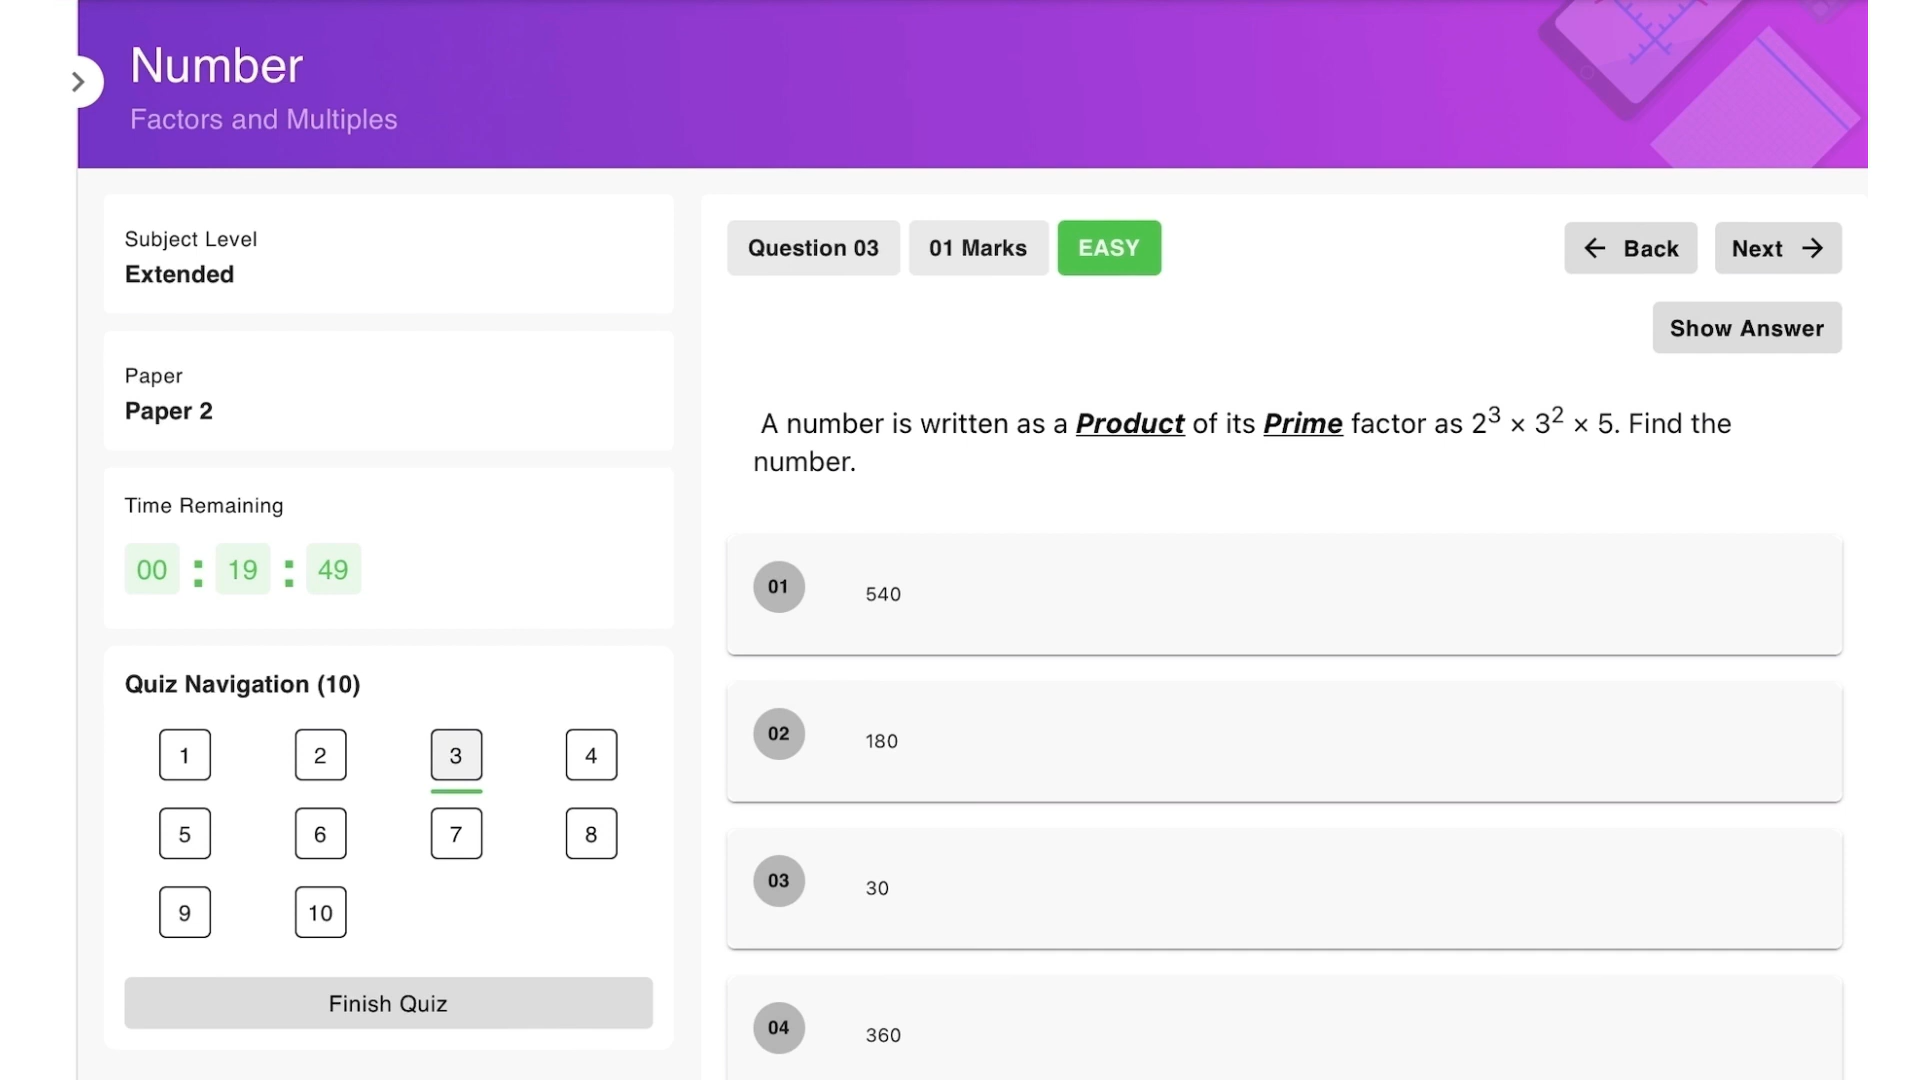 Number
Factors and Multiples
Subject Level
Extended
Paper
Paper 2
Time Remaining
00 : 19 : 49
Quiz Navigation (10)
1 2 3 4
5 6 7 8
9 10
Finish Quiz
Question 03 01 Marks EASY
Back Next
Show Answer
A number is written as a Product of its Prime factor as 2³ × 3² × 5. Find the
number.
01 540
02 180
03 30
04 360